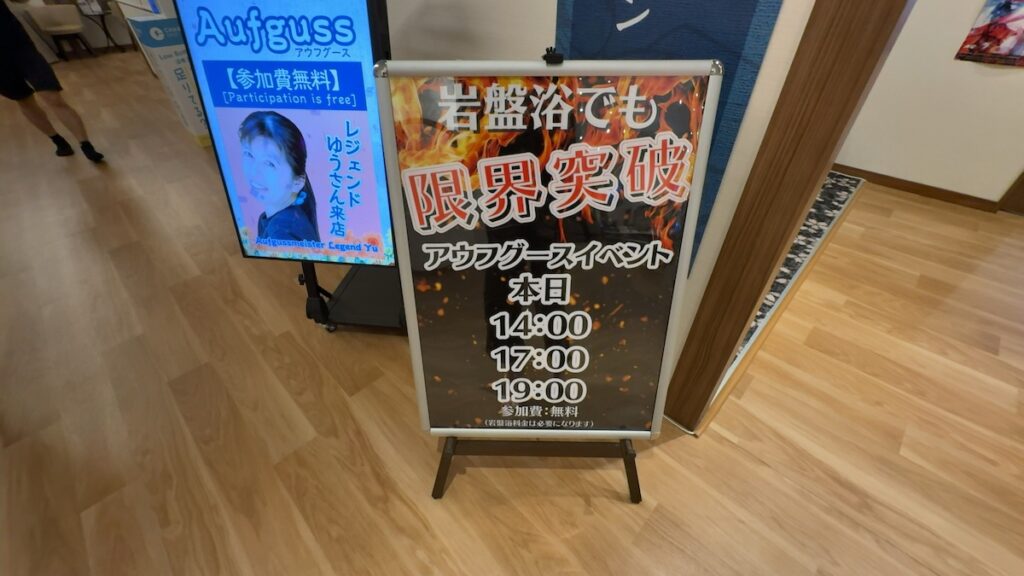 Aufguss
アウフグース
【参加費無料】
[Participation is free]
レジェンド
ゆうさん来店
Aufgussmeister Legend Yu
ン
岩盤浴でも
限界突破
アウフグースイベント
本日
14:00
17:00
19:00
参加費:無料
(岩盤浴料金は必要になります)